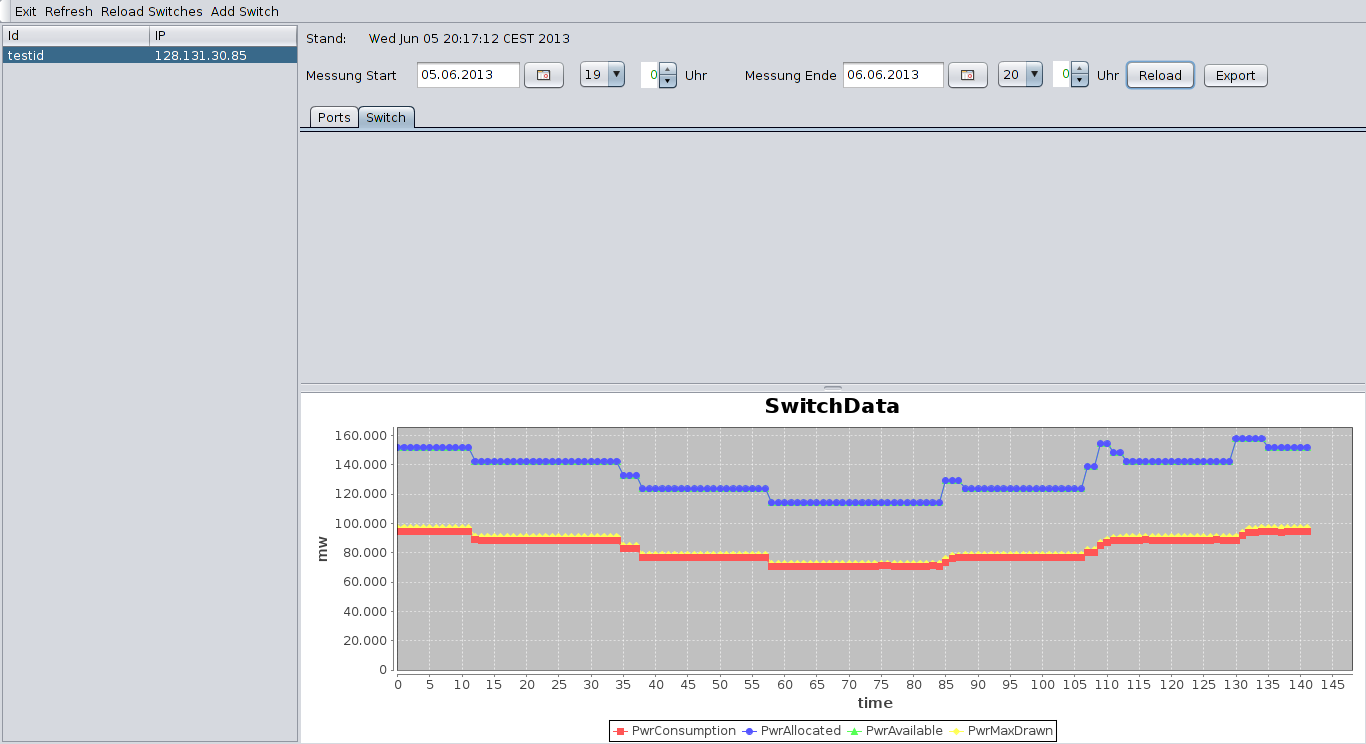 Exit Refresh Reload Switches Add Switch
Id IP
testid 128.131.30.85
Stand: Wed Jun 05 20:17:12 CEST 2013
Messung Start 05.06.2013 19 0 Uhr Messung Ende 06.06.2013 20 0 Uhr Reload Export
Ports Switch
SwitchData
160.000
140.000
120.000
100.000
80.000
60.000
40.000
20.000
0
mw
0 5 10 15 20 25 30 35 40 45 50 55 60 65 70 75 80 85 90 95 100 105 110 115 120 125 130 135 140 145
time
PwrConsumption PwrAllocated PwrAvailable PwrMaxDrawn